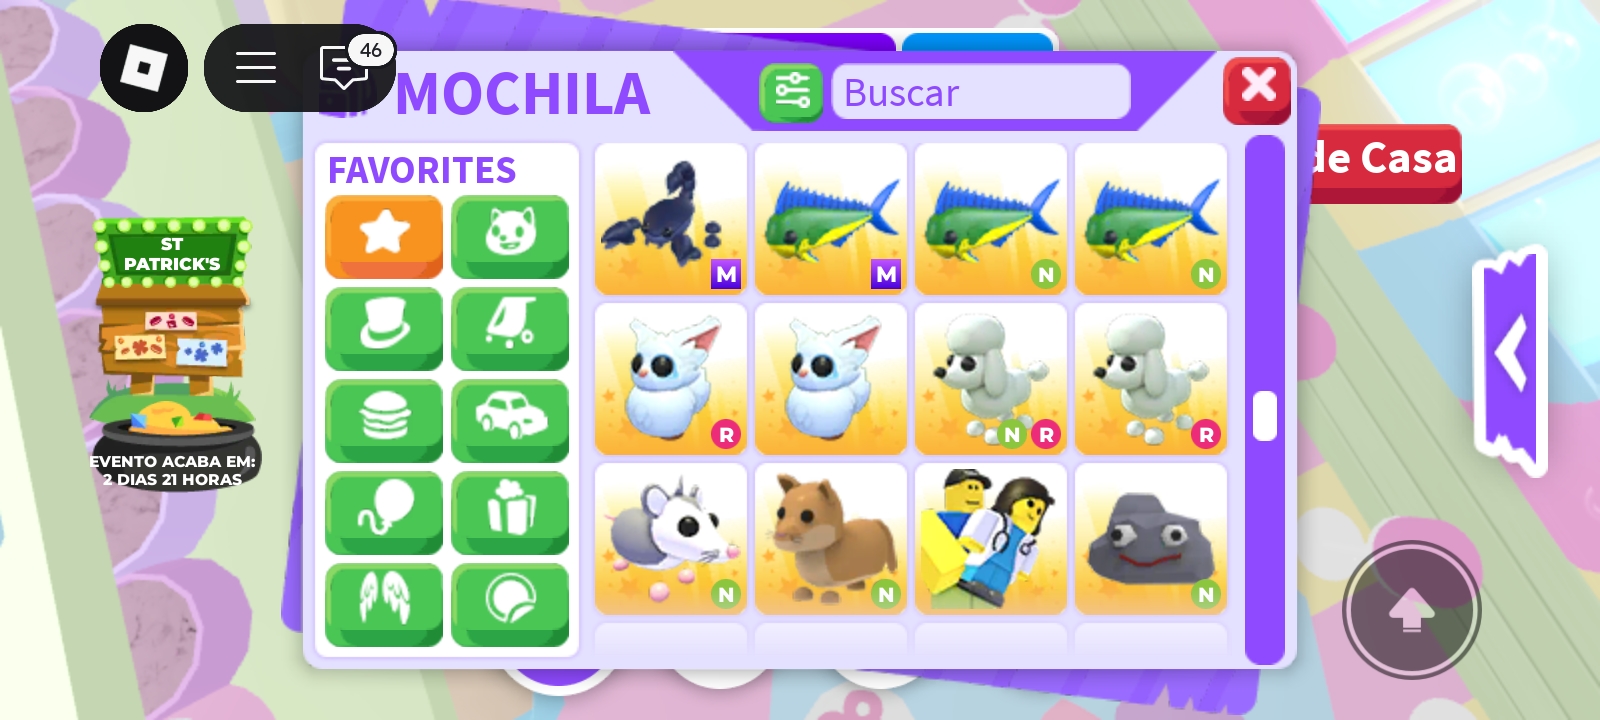 46
MOCHILA
Buscar
de Casa
FAVORITES
M
M
N
N
R
N R
R
N
N
N
ST
PATRICK'S
EVENTO ACABA EM:
2 DIAS 21 HORAS